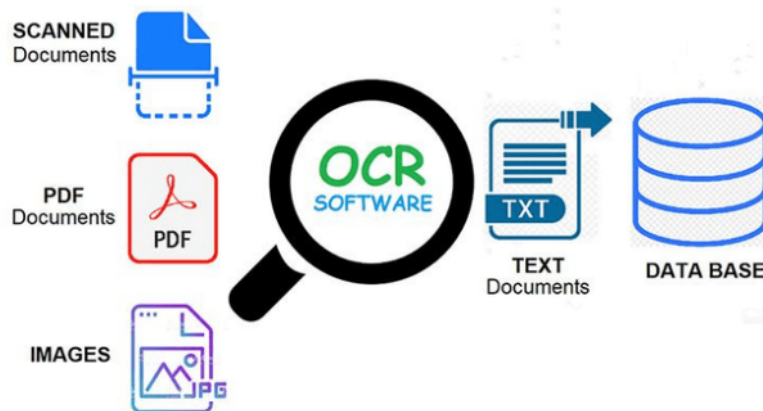 SCANNED
Documents
PDF
Documents
PDF
IMAGES
JPG
OCR
SOFTWARE
TXT
TEXT
Documents
DATA BASE